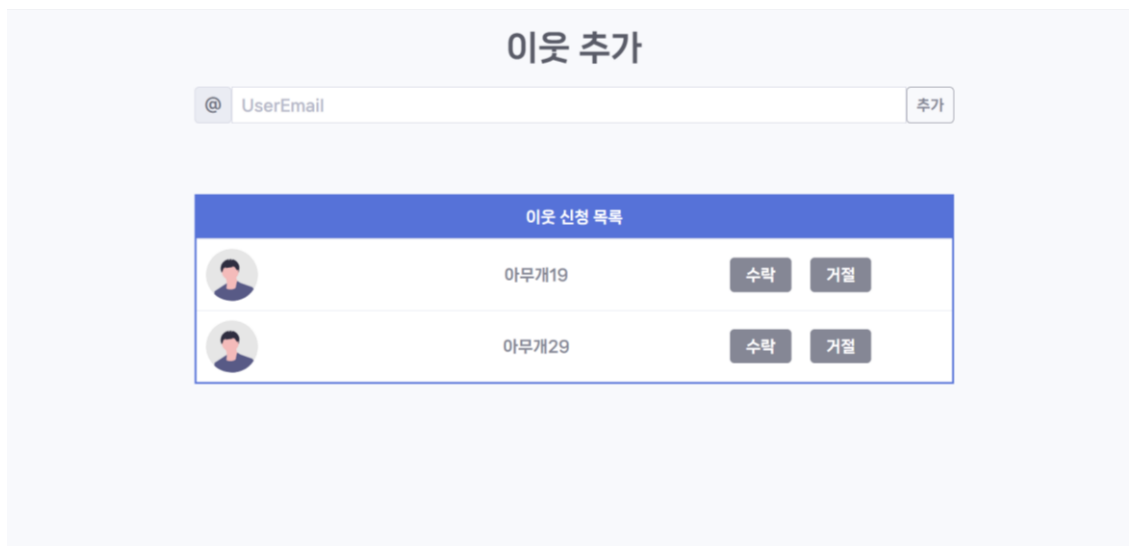 이웃 추가
@ UserEmail 추가
이웃 신청 목록
아무개19 수락 거절
아무개29 수락 거절